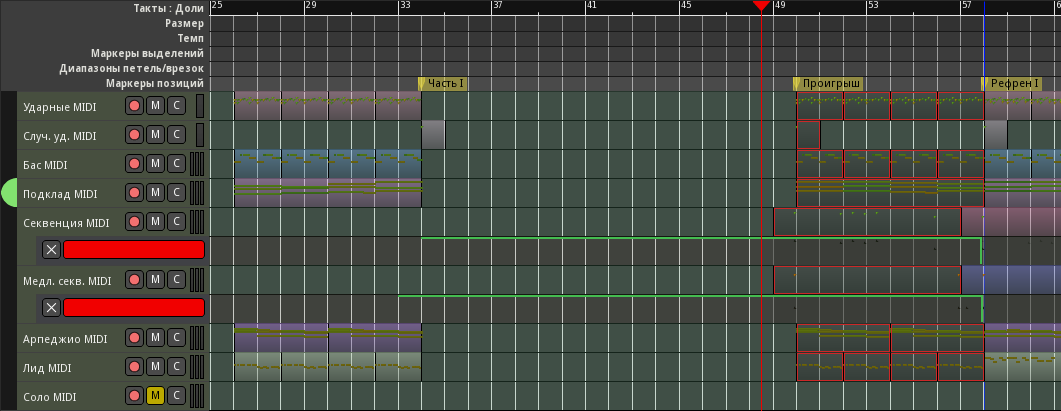 Такты : Доли 25 29 33 37 41 45 49 53 57 6
Размер
Темп
Маркеры выделений
Диапазоны петель/врезок
Маркеры позиций Часть I Проигрыш Рефрен I
Ударные MIDI M C
Случ. уд. MIDI M C
Бас MIDI M C
Подклад MIDI M C
Секвенция MIDI M C
Медл. секв. MIDI M C
Арпеджио MIDI M C
Лид MIDI M C
Соло MIDI M C